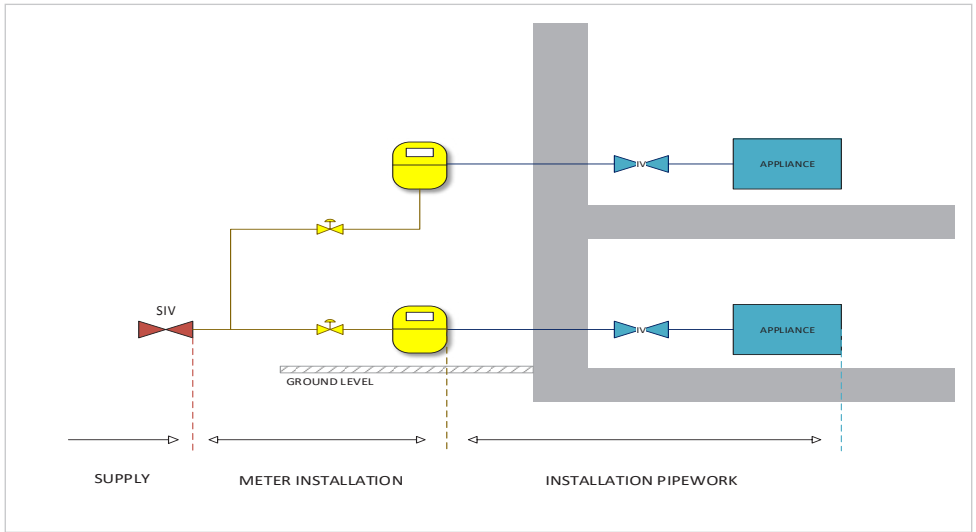 IV
APPLIANCE
SIV
IV
APPLIANCE
GROUND LEVEL
SUPPLY
METER INSTALLATION
INSTALLATION PIPEWORK